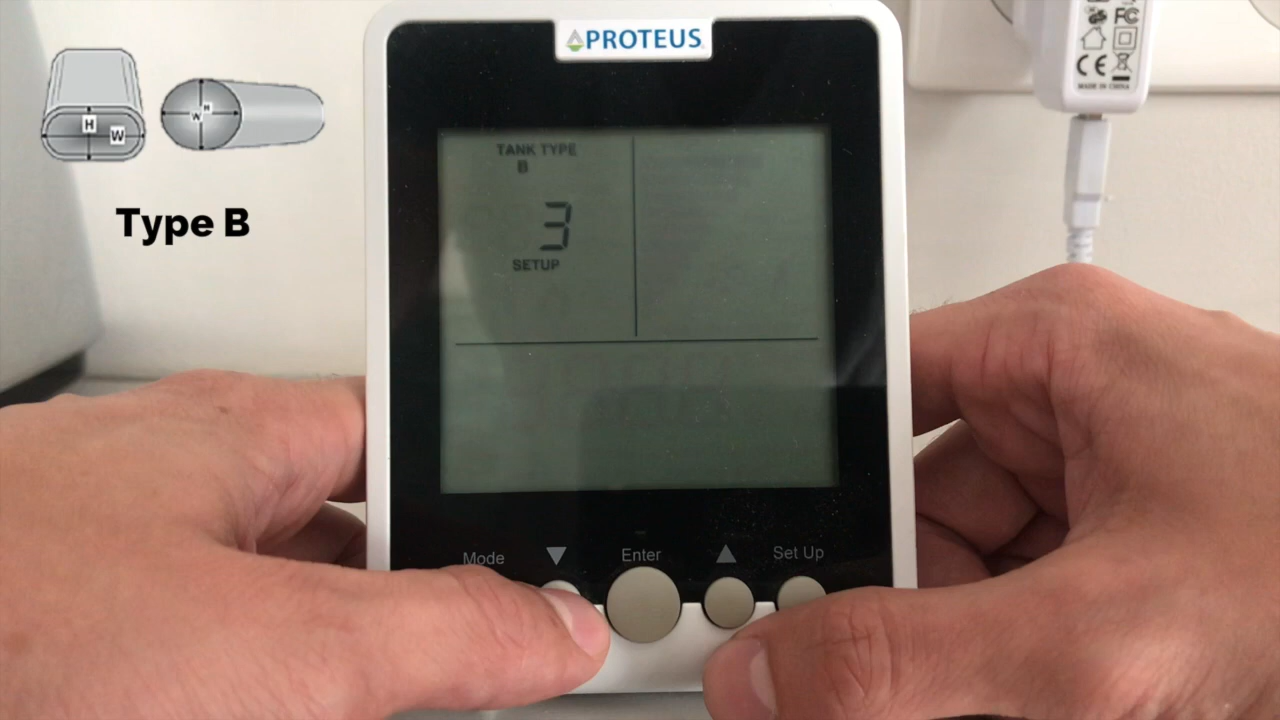 PROTEUS
H
W
H
W
Type B
TANK TYPE
B
3
SETUP
Mode ▼ Enter ▲ Set Up
FC
CE
MADE IN CHINA